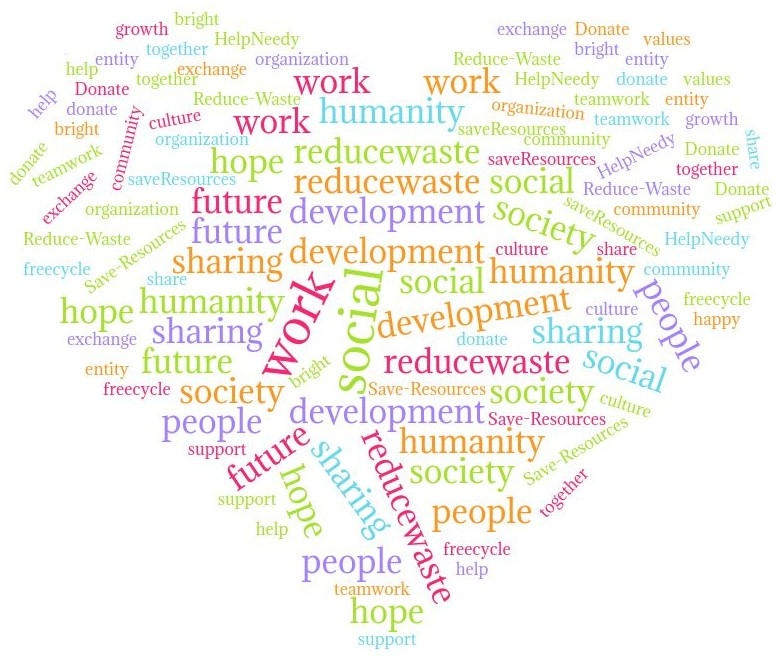 bright
growth
HelpNeedy
together
entity
organization
help
together
exchange
Donate
Reduce-Waste
help
donate
bright
community
culture
organization
donate
teamwork
exchange
saveResources
organization
Reduce-Waste
Save-Resources
freecycle
share
exchange Donate
values
bright
entity
Reduce-Waste
HelpNeedy donate values
teamwork entity
organization
teamwork growth
saveResources
community
share
HelpNeedy
Donate
saveResources
together
Reduce-Waste Donate
saveResources
community
support
HelpNeedy
culture share
community
work work
work humanity
hope reducewaste
reducewaste social
future development society
future
sharing development
social humanity
hope humanity work social development
people
freecycle
happy
culture
exchange sharing
donate sharing
future reducewaste social
entity
bright
freecycle society Save-Resources society culture
people development Save-Resources
support
future humanity
Save-Resources
sharing reducewaste society
support hope people together
help
people freecycle
help
teamwork
hope
support